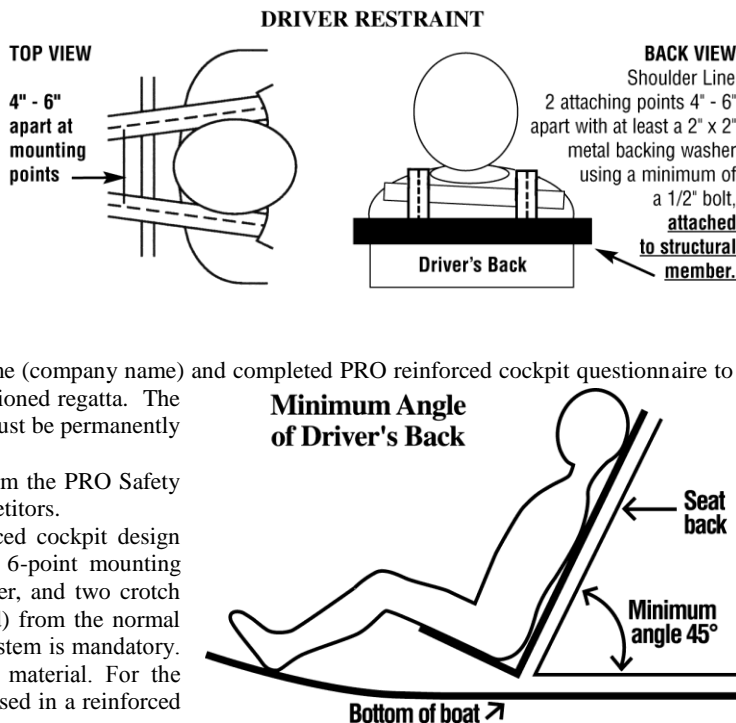 DRIVER RESTRAINT
TOP VIEW
4" - 6"
apart at
mounting
points
BACK VIEW
Shoulder Line
2 attaching points 4" - 6"
apart with at least a 2" x 2"
metal backing washer
using a minimum of
a 1/2" bolt,
attached
to structural
member.
Driver's Back
ne (company name) and completed PRO reinforced cockpit questionnaire to
ioned regatta. The
ust be permanently
m the PRO Safety
etitors.
ced cockpit design
6-point mounting
er, and two crotch
d) from the normal
stem is mandatory.
material. For the
sed in a reinforced
Minimum Angle
of Driver's Back
Seat
back
Minimum
angle 45°
Bottom of boat